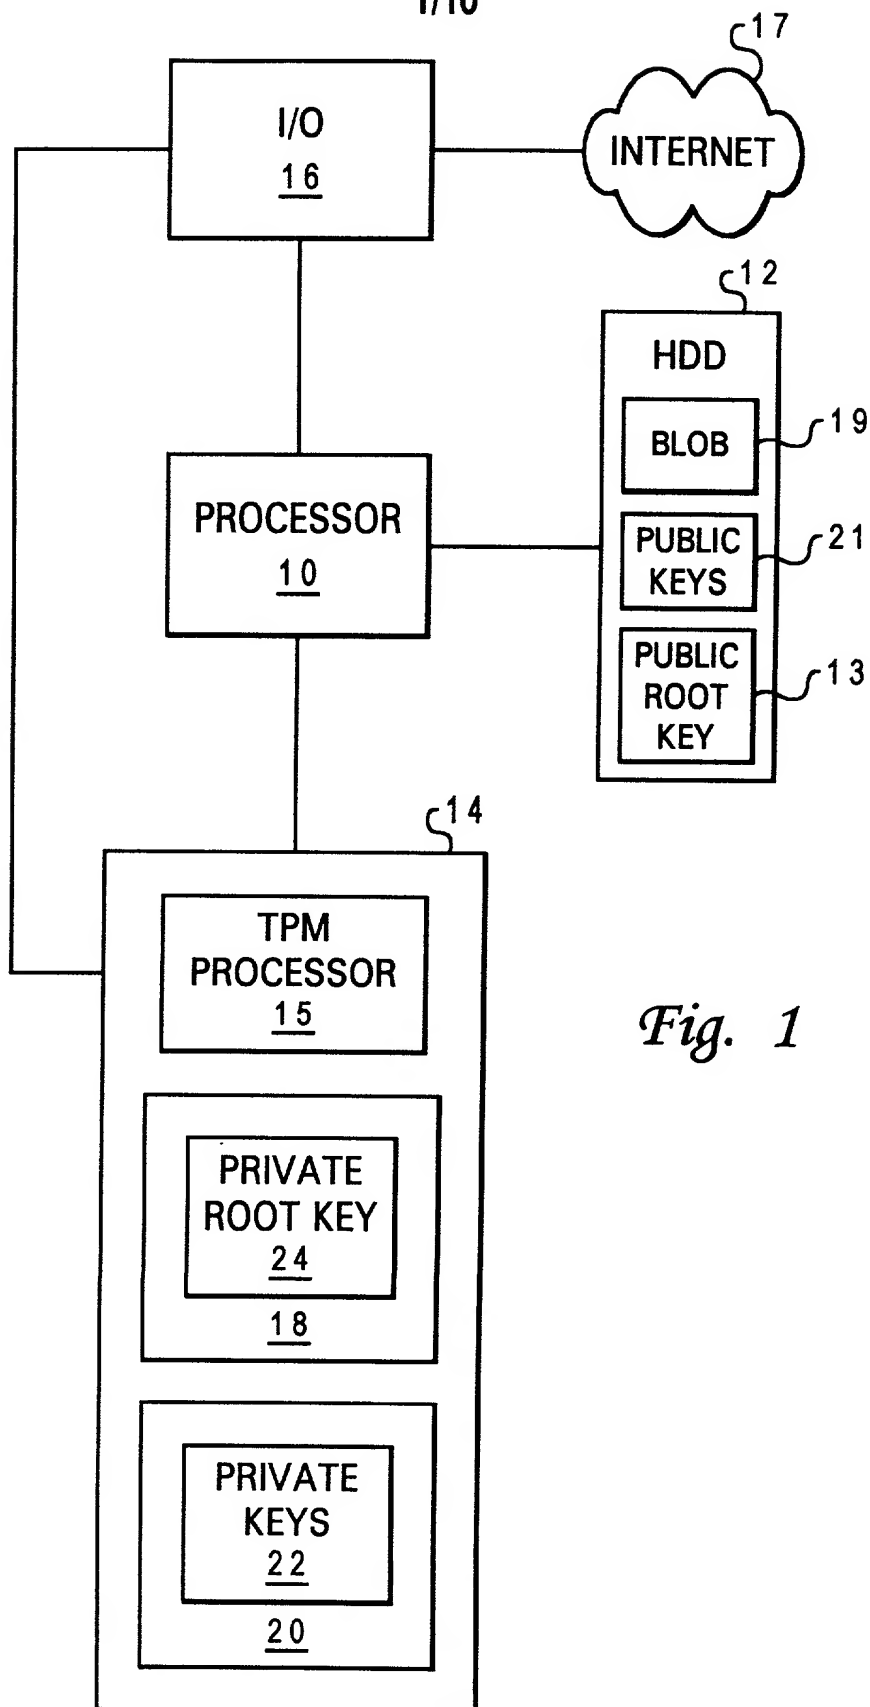 1/10
17
I/O
16
INTERNET
12
HDD
BLOB
19
PROCESSOR
10
PUBLIC
KEYS
21
PUBLIC
ROOT
KEY
13
14
TPM
PROCESSOR
15
Fig. 1
PRIVATE
ROOT KEY
24
18
PRIVATE
KEYS
22
20